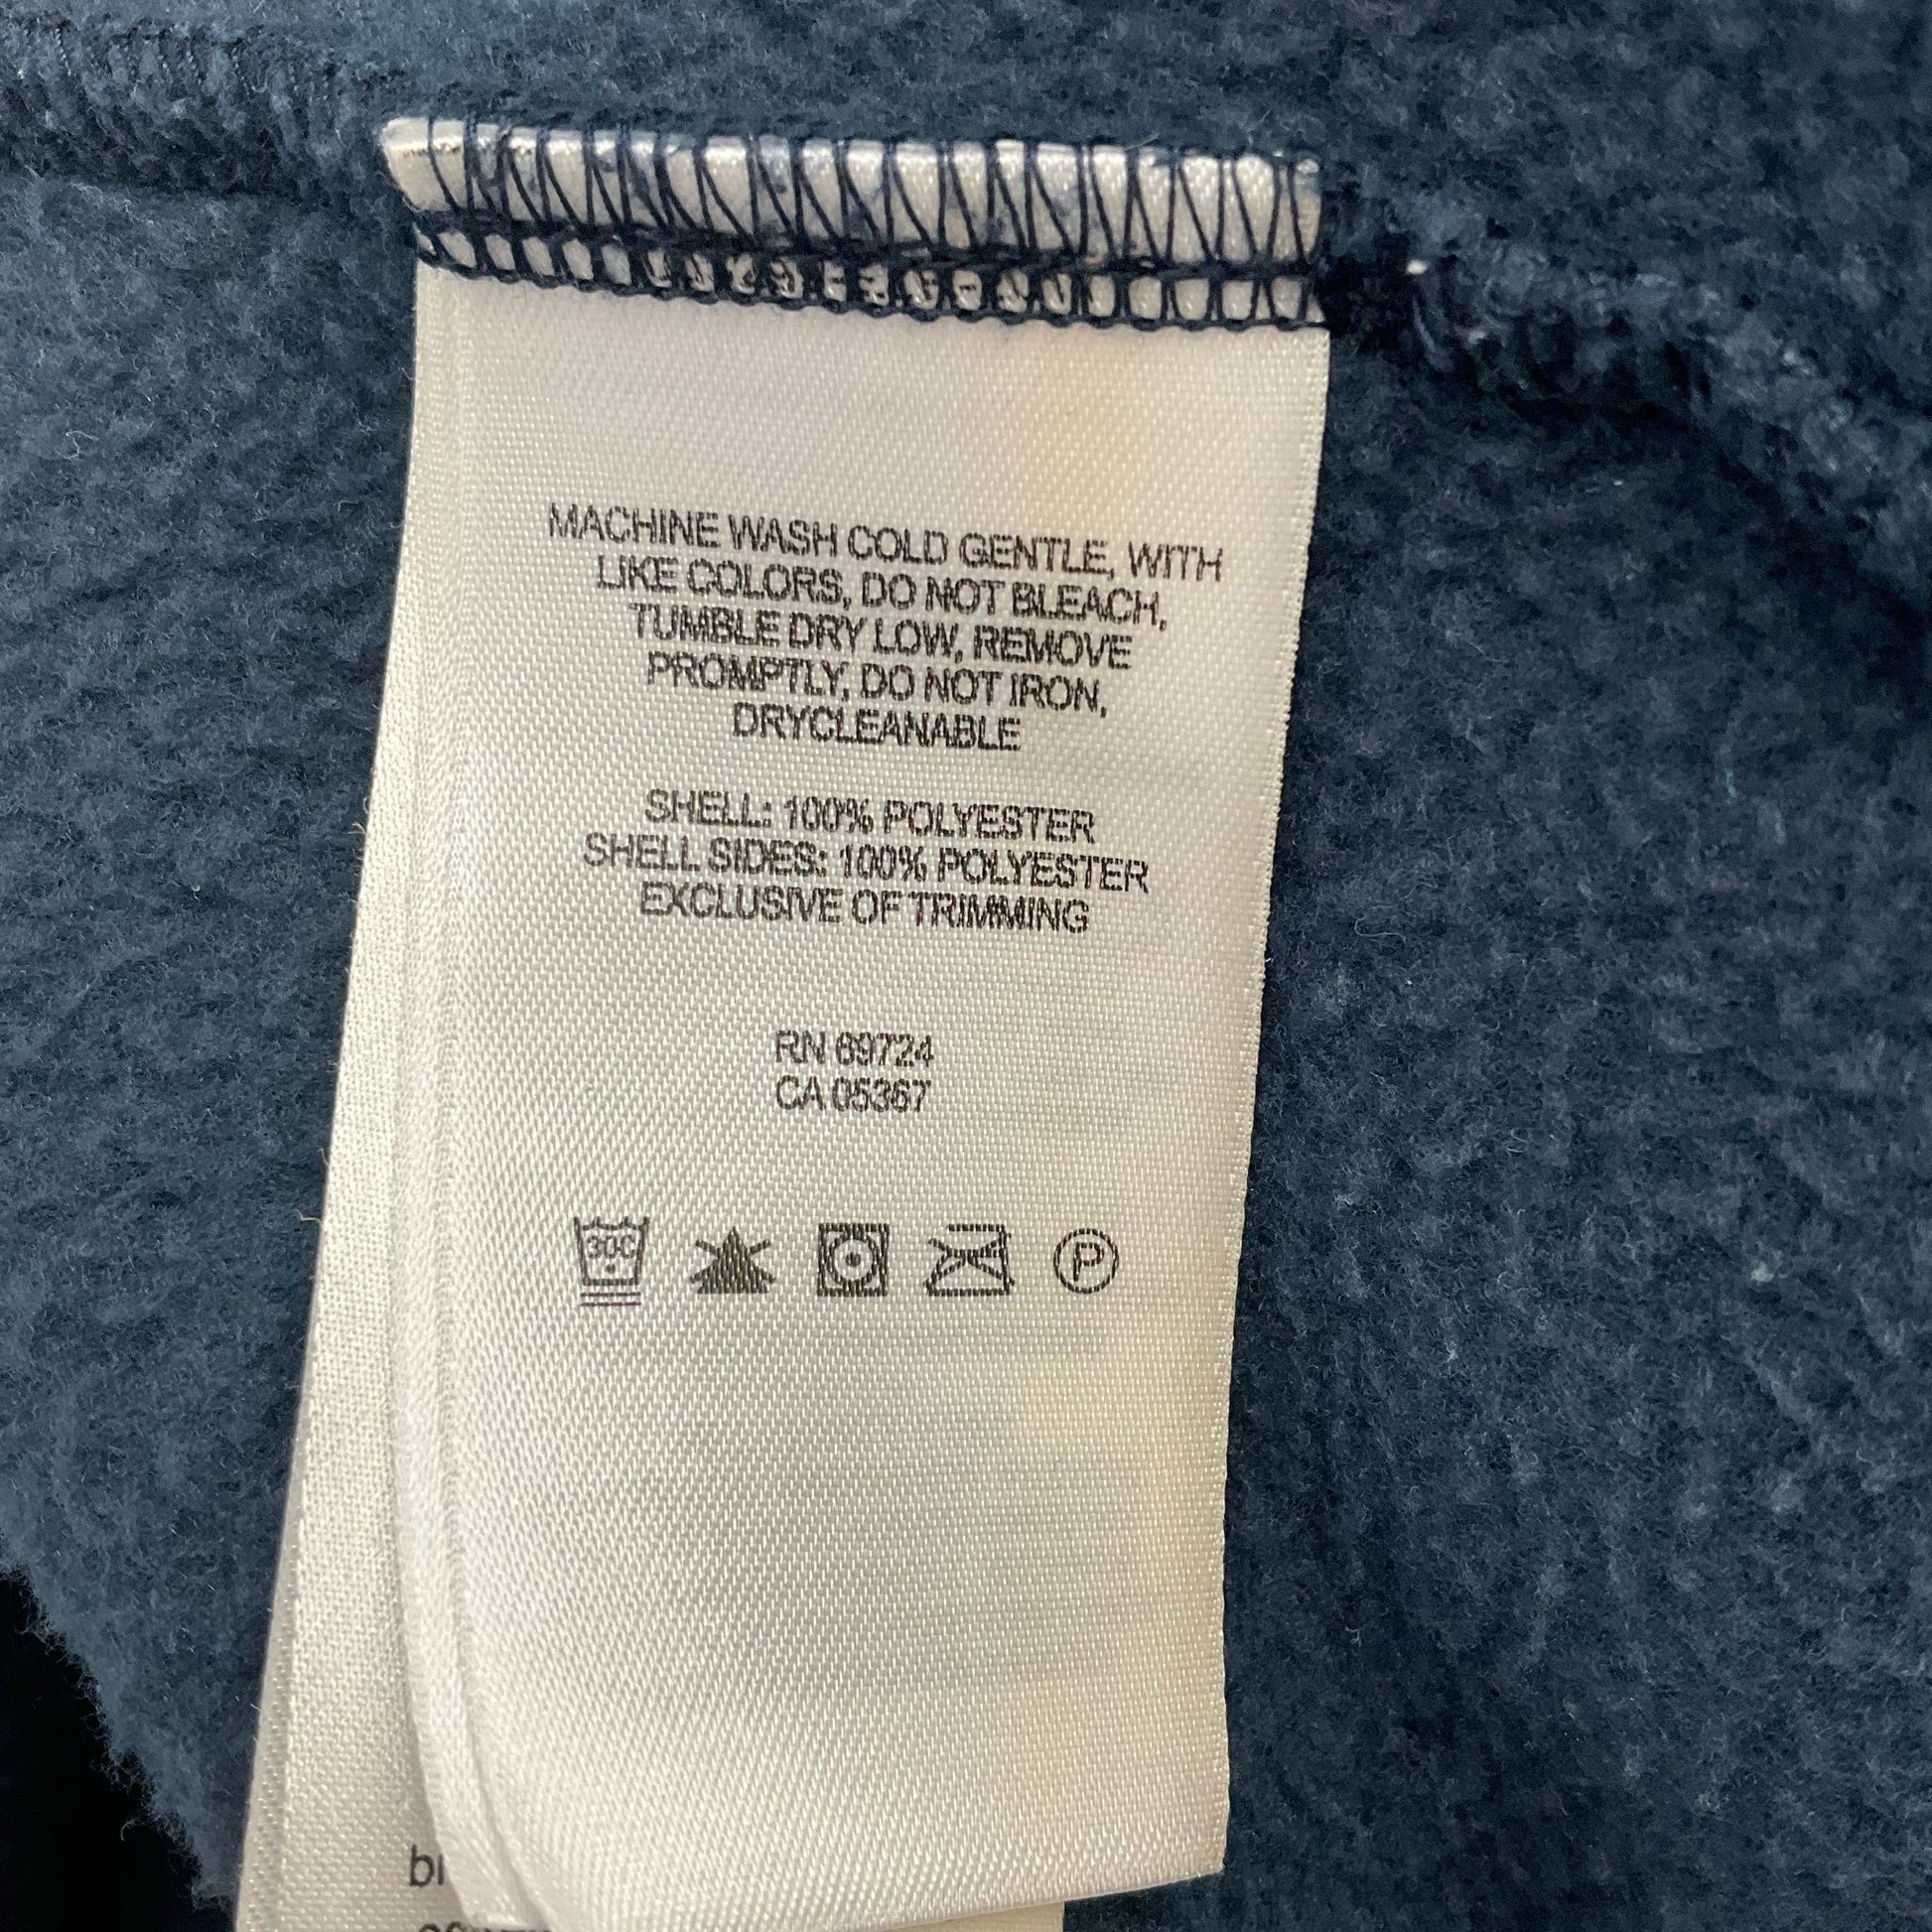 MACHINE WASH COLD GENTLE, WITH
LIKE COLORS, DO NOT BLEACH,
TUMBLE DRY LOW, REMOVE
PROMPTLY, DO NOT IRON,
DRYCLEANABLE
SHELL: 100% POLYESTER
SHELL SIDES: 100% POLYESTER
EXCLUSIVE OF TRIMMING
RN 69724
CA 05367
30C
P